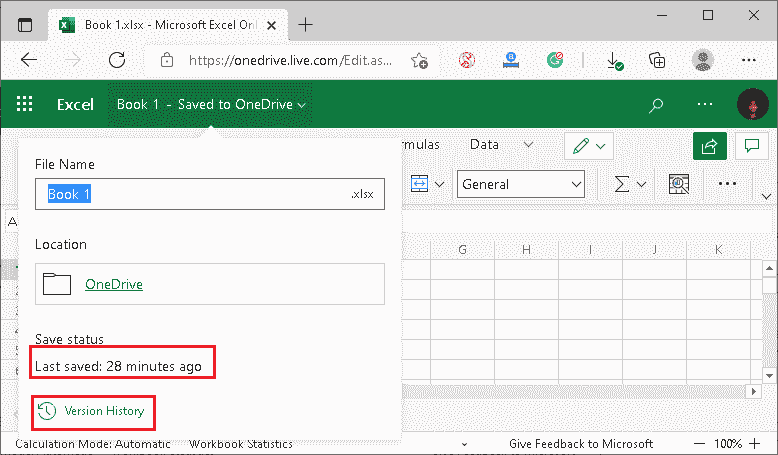 Book 1.xlsx - Microsoft Excel Onl
https://onedrive.live.com/Edit.as...
Excel Book 1 - Saved to OneDrive
rmulas Data
File Name
Book 1 .xlsx
General
Location
OneDrive
G H I J K
Save status
Last saved: 28 minutes ago
Version History
Calculation Mode: Automatic Workbook Statistics Give Feedback to Microsoft 100%